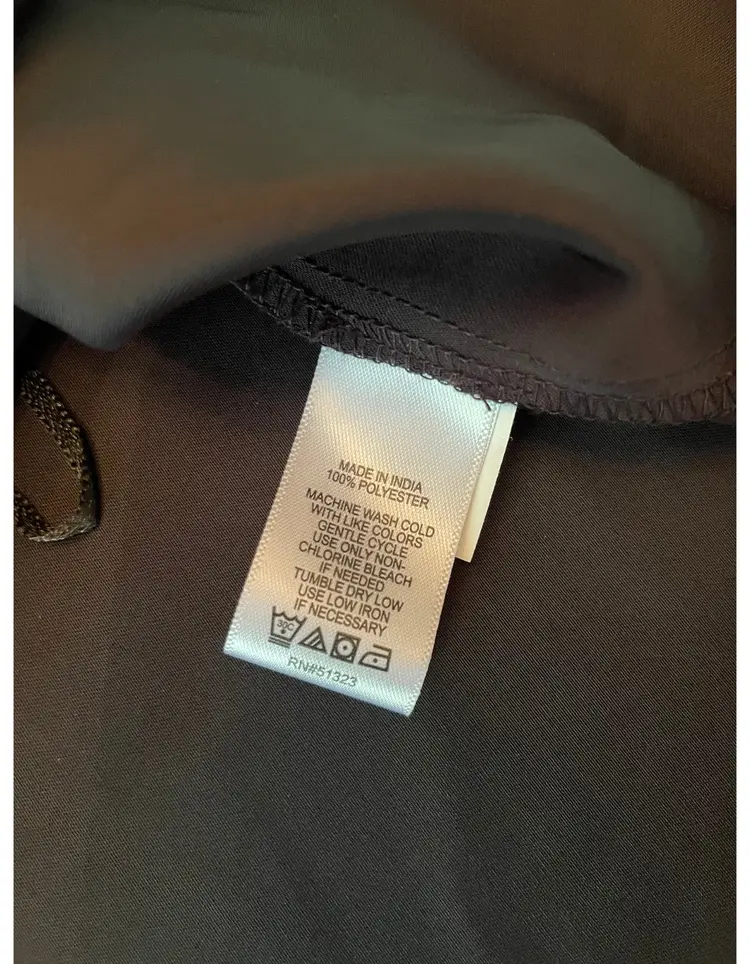 MADE IN INDIA
100% POLYESTER
MACHINE WASH COLD
WITH LIKE COLORS
GENTLE CYCLE
USE ONLY NON-
CHLORINE BLEACH
IF NEEDED
TUMBLE DRY LOW
USE LOW IRON
IF NECESSARY
30C
RN#51323